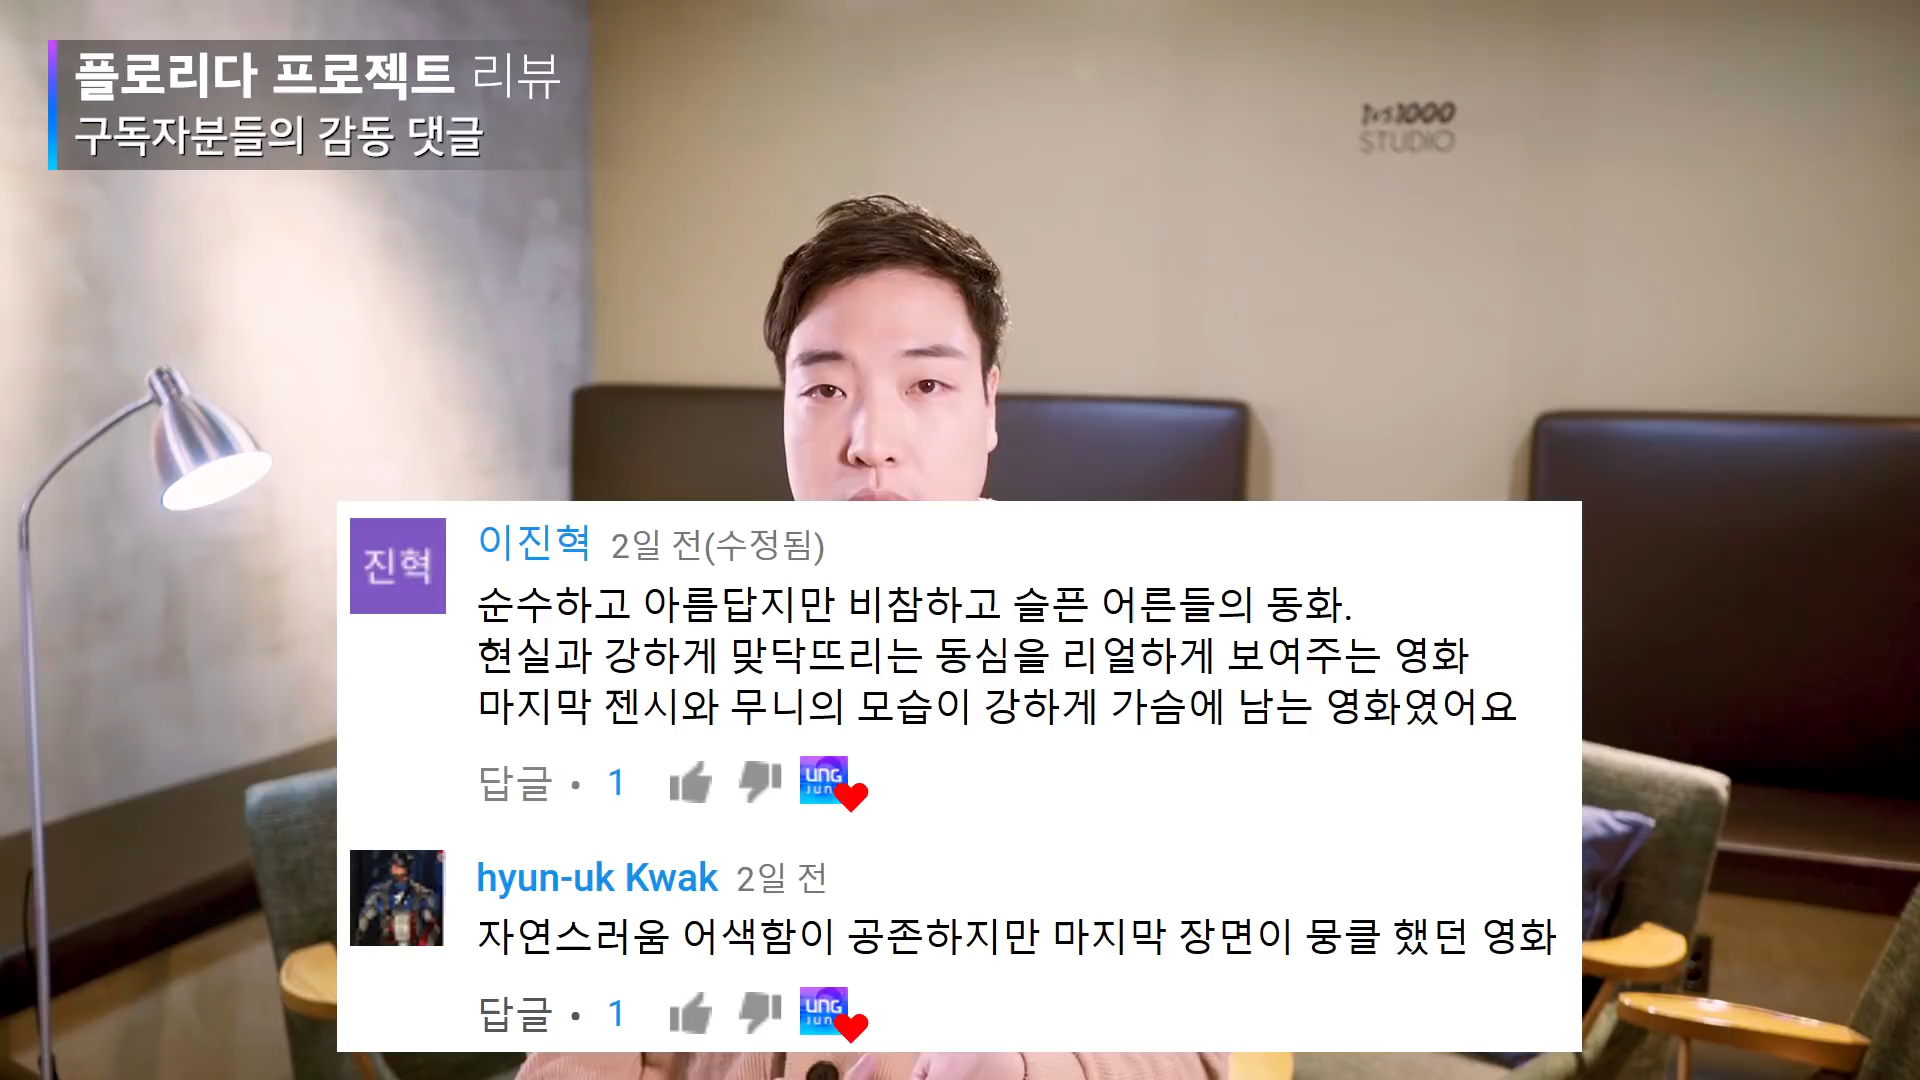 플로리다 프로젝트 리뷰
구독자분들의 감동 댓글
1000
STUDIO
진혁
이진혁 2일 전(수정됨)
순수하고 아름답지만 비참하고 슬픈 어른들의 동화.
현실과 강하게 맞닥뜨리는 동심을 리얼하게 보여주는 영화
마지막 젠시와 무니의 모습이 강하게 가슴에 남는 영화였어요
답글 • 1
UNG
JUN
hyun-uk Kwak 2일 전
자연스러움 어색함이 공존하지만 마지막 장면이 뭉클 했던 영화
답글 • 1
UNG
JUN